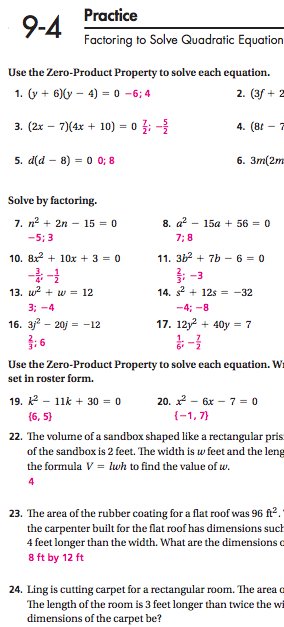 9-4
Practice
Factoring to Solve Quadratic Equation
Use the Zero-Product Property to solve each equation.
1. (y + 6)(y − 4) = 0 −6; 4
2. (3f + 2
3. (2x − 7)(4x + 10) = 0 7/2; −5/2
4. (8t − 7
5. d(d − 8) = 0 0; 8
6. 3m(2m
Solve by factoring.
7. n² + 2n − 15 = 0
8. a² − 15a + 56 = 0
−5; 3
7; 8
10. 8x² + 10x + 3 = 0
11. 3b² + 7b − 6 = 0
−3/4; −1/2
2/3; −3
13. w² + w = 12
14. s² + 12s = −32
3; −4
−4; −8
16. 3j² − 20j = −12
17. 12y² + 40y = 7
2/3; 6
1/6; −7/2
Use the Zero-Product Property to solve each equation. Wr
set in roster form.
19. k² − 11k + 30 = 0
20. x² − 6x − 7 = 0
{6, 5}
{−1, 7}
22. The volume of a sandbox shaped like a rectangular pris
of the sandbox is 2 feet. The width is w feet and the leng
the formula V = lwh to find the value of w.
4
23. The area of the rubber coating for a flat roof was 96 ft².
the carpenter built for the flat roof has dimensions such
4 feet longer than the width. What are the dimensions o
8 ft by 12 ft
24. Ling is cutting carpet for a rectangular room. The area o
The length of the room is 3 feet longer than twice the wi
dimensions of the carpet be?